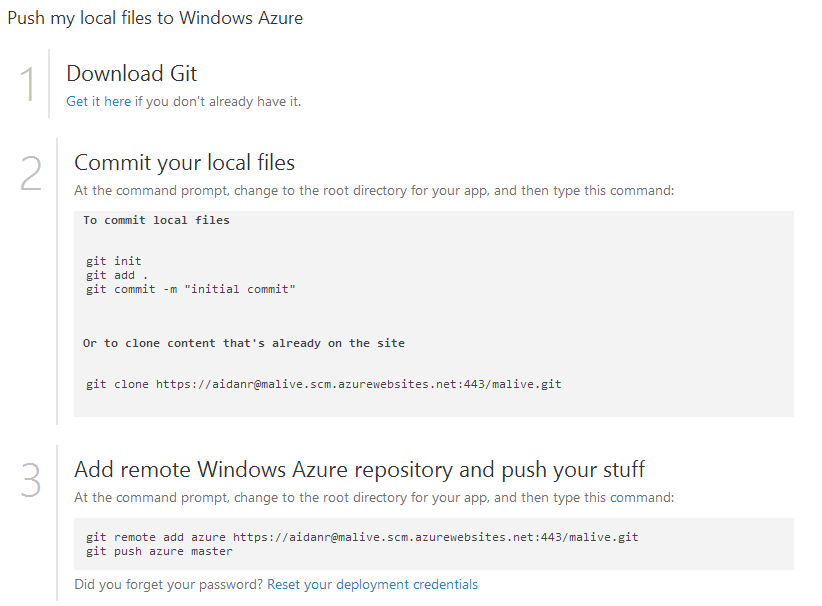 Push my local files to Windows Azure
1
Download Git
Get it here if you don't already have it.
2
Commit your local files
At the command prompt, change to the root directory for your app, and then type this command:
To commit local files
git init
git add .
git commit -m "initial commit"
Or to clone content that's already on the site
git clone https://aidanr@malive.scm.azurewebsites.net:443/malive.git
3
Add remote Windows Azure repository and push your stuff
At the command prompt, change to the root directory for your app, and then type this command:
git remote add azure https://aidanr@malive.scm.azurewebsites.net:443/malive.git
git push azure master
Did you forget your password? Reset your deployment credentials